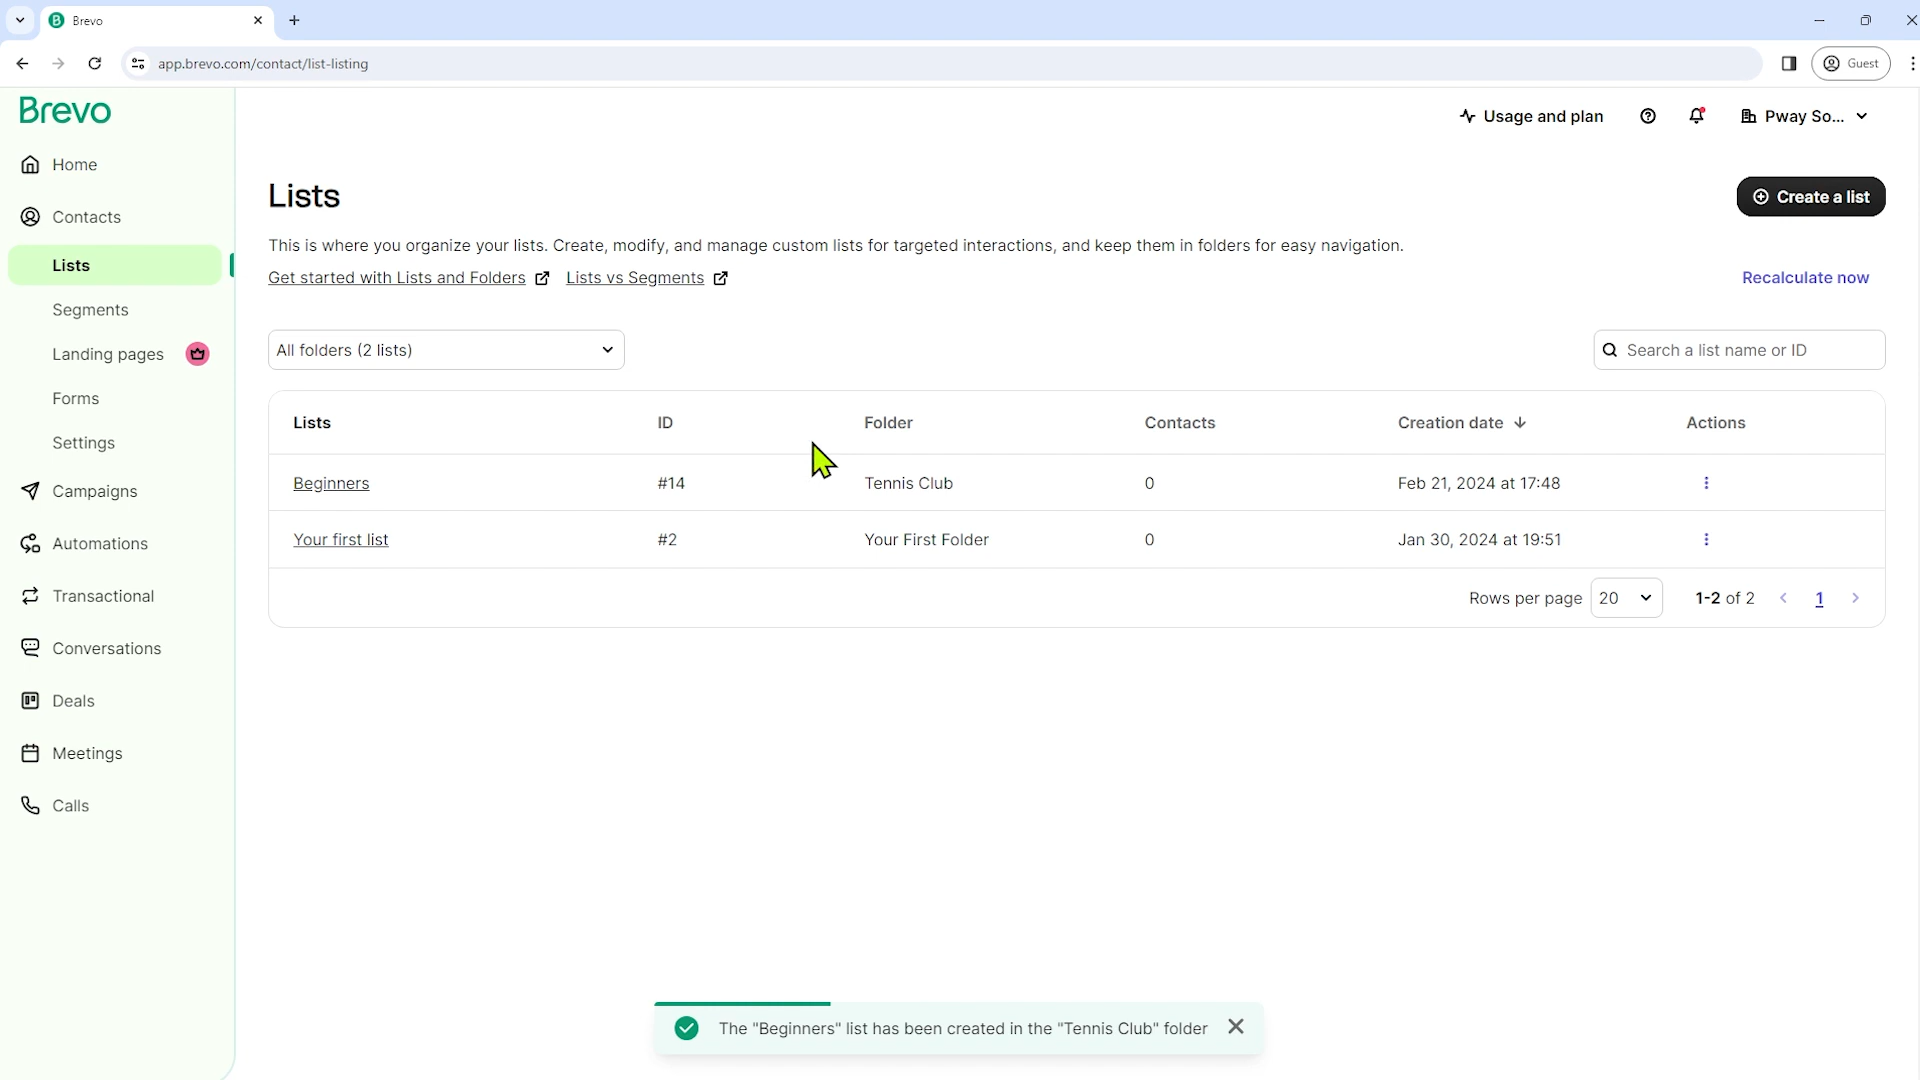 Brevo
app.brevo.com/contact/list-listing
Guest
Brevo
Usage and plan
Pway So...
Home
Contacts
Lists
Segments
Landing pages
Forms
Settings
Campaigns
Automations
Transactional
Conversations
Deals
Meetings
Calls
Lists
Create a list
This is where you organize your lists. Create, modify, and manage custom lists for targeted interactions, and keep them in folders for easy navigation.
Get started with Lists and Folders Lists vs Segments
Recalculate now
All folders (2 lists)
Search a list name or ID
Lists ID Folder Contacts Creation date Actions
Beginners #14 Tennis Club 0 Feb 21, 2024 at 17:48
Your first list #2 Your First Folder 0 Jan 30, 2024 at 19:51
Rows per page 20 1-2 of 2 1
The "Beginners" list has been created in the "Tennis Club" folder